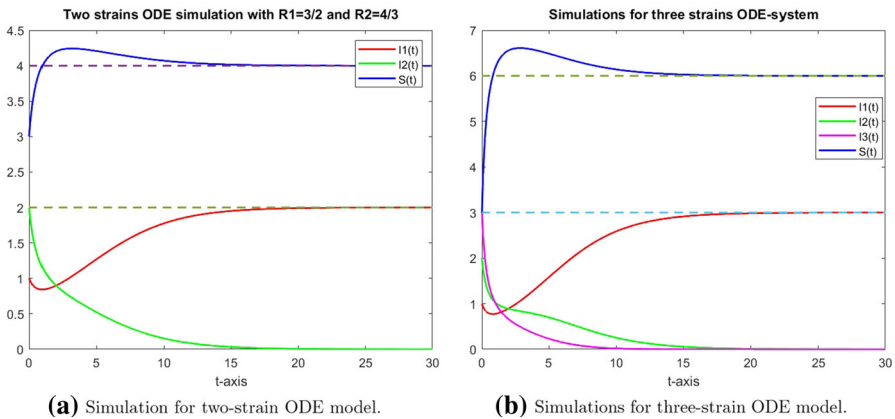 Two strains ODE simulation with R1=3/2 and R2=4/3
4.5
4
3.5
3
2.5
2
1.5
1
0.5
0
I1(t)
I2(t)
S(t)
0 5 10 15 20 25 30
t-axis
(a) Simulation for two-strain ODE model.
Simulations for three strains ODE-system
7
6
5
4
3
2
1
0
I1(t)
I2(t)
I3(t)
S(t)
0 5 10 15 20 25 30
t-axis
(b) Simulations for three-strain ODE model.